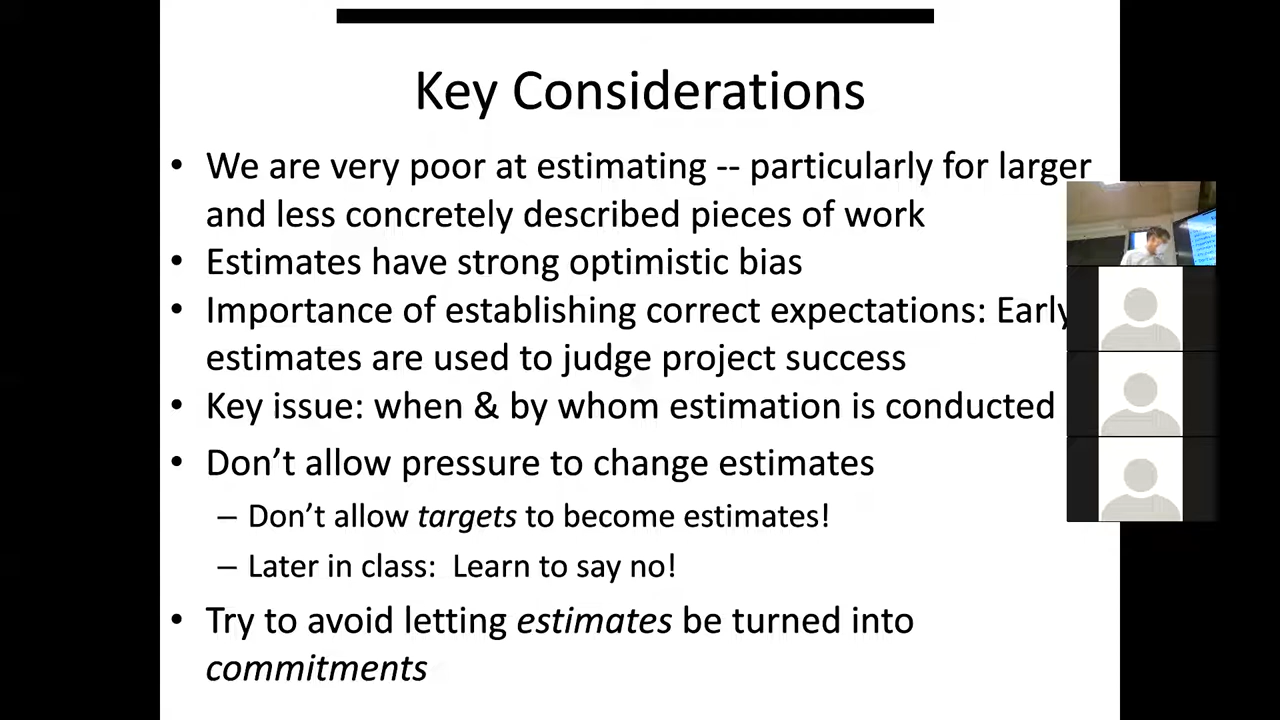 Key Considerations
• We are very poor at estimating -- particularly for larger
and less concretely described pieces of work
• Estimates have strong optimistic bias
• Importance of establishing correct expectations: Early
estimates are used to judge project success
• Key issue: when & by whom estimation is conducted
• Don’t allow pressure to change estimates
– Don’t allow targets to become estimates!
– Later in class:  Learn to say no!
• Try to avoid letting estimates be turned into
commitments